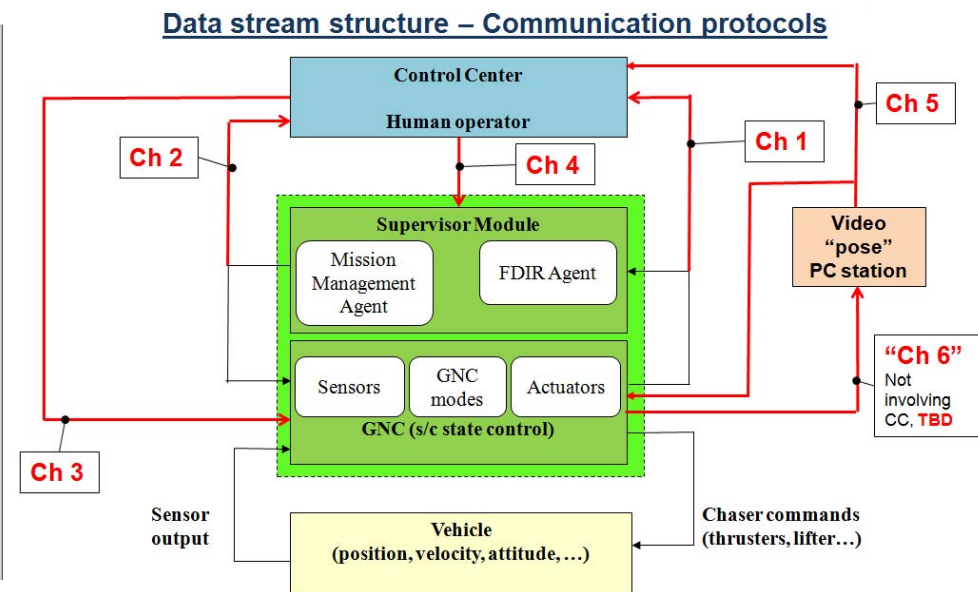 Data stream structure – Communication protocols
Control Center
Human operator
Ch 5
Ch 1
Ch 2
Ch 4
Supervisor Module
Mission
Management
Agent
FDIR Agent
Video
“pose”
PC station
Sensors
GNC
modes
Actuators
GNC (s/c state control)
“Ch 6”
Not
involving
CC, TBD
Ch 3
Sensor
output
Vehicle
(position, velocity, attitude, …)
Chaser commands
(thrusters, lifter…)